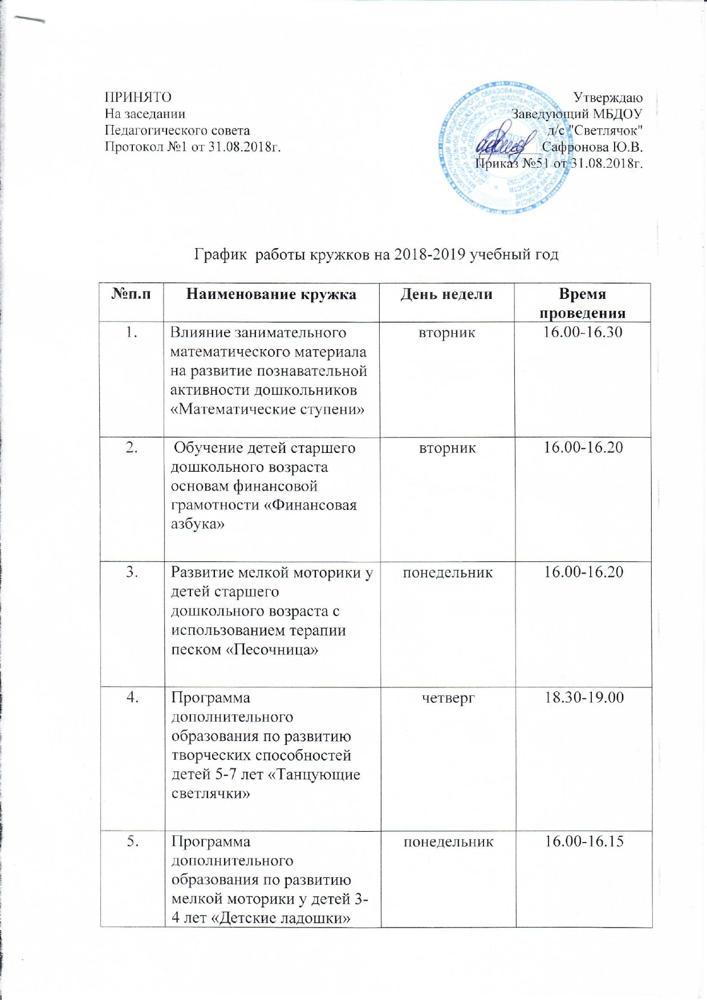 ПРИНЯТО
На заседании
Педагогического совета
Протокол №1 от 31.08.2018г.
Утверждаю
Заведующий МБДОУ
д/с "Светлячок"
Сафронова Ю.В.
Приказ №51 от 31.08.2018г.
График работы кружков на 2018-2019 учебный год
№п.п Наименование кружка День недели Время
проведения
1. Влияние занимательного вторник 16.00-16.30
математического материала
на развитие познавательной
активности дошкольников
«Математические ступени»
2. Обучение детей старшего вторник 16.00-16.20
дошкольного возраста
основам финансовой
грамотности «Финансовая
азбука»
3. Развитие мелкой моторики у понедельник 16.00-16.20
детей старшего
дошкольного возраста с
использованием терапии
песком «Песочница»
4. Программа четверг 18.30-19.00
дополнительного
образования по развитию
творческих способностей
детей 5-7 лет «Танцующие
светлячки»
5. Программа понедельник 16.00-16.15
дополнительного
образования по развитию
мелкой моторики у детей 3-
4 лет «Детские ладошки»